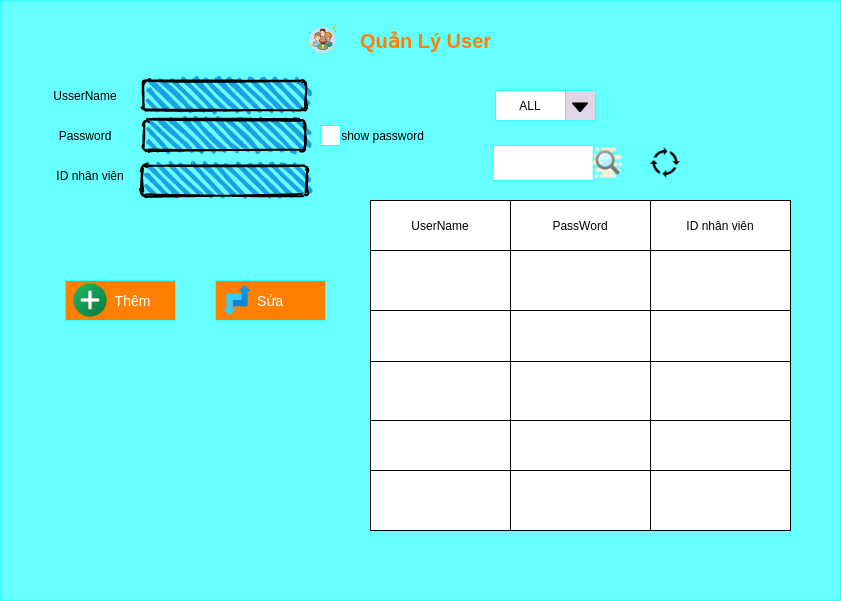 Quản Lý User
UsserName
ALL
Password
show password
ID nhân viên
UserName PassWord ID nhân viên
Thêm Sửa